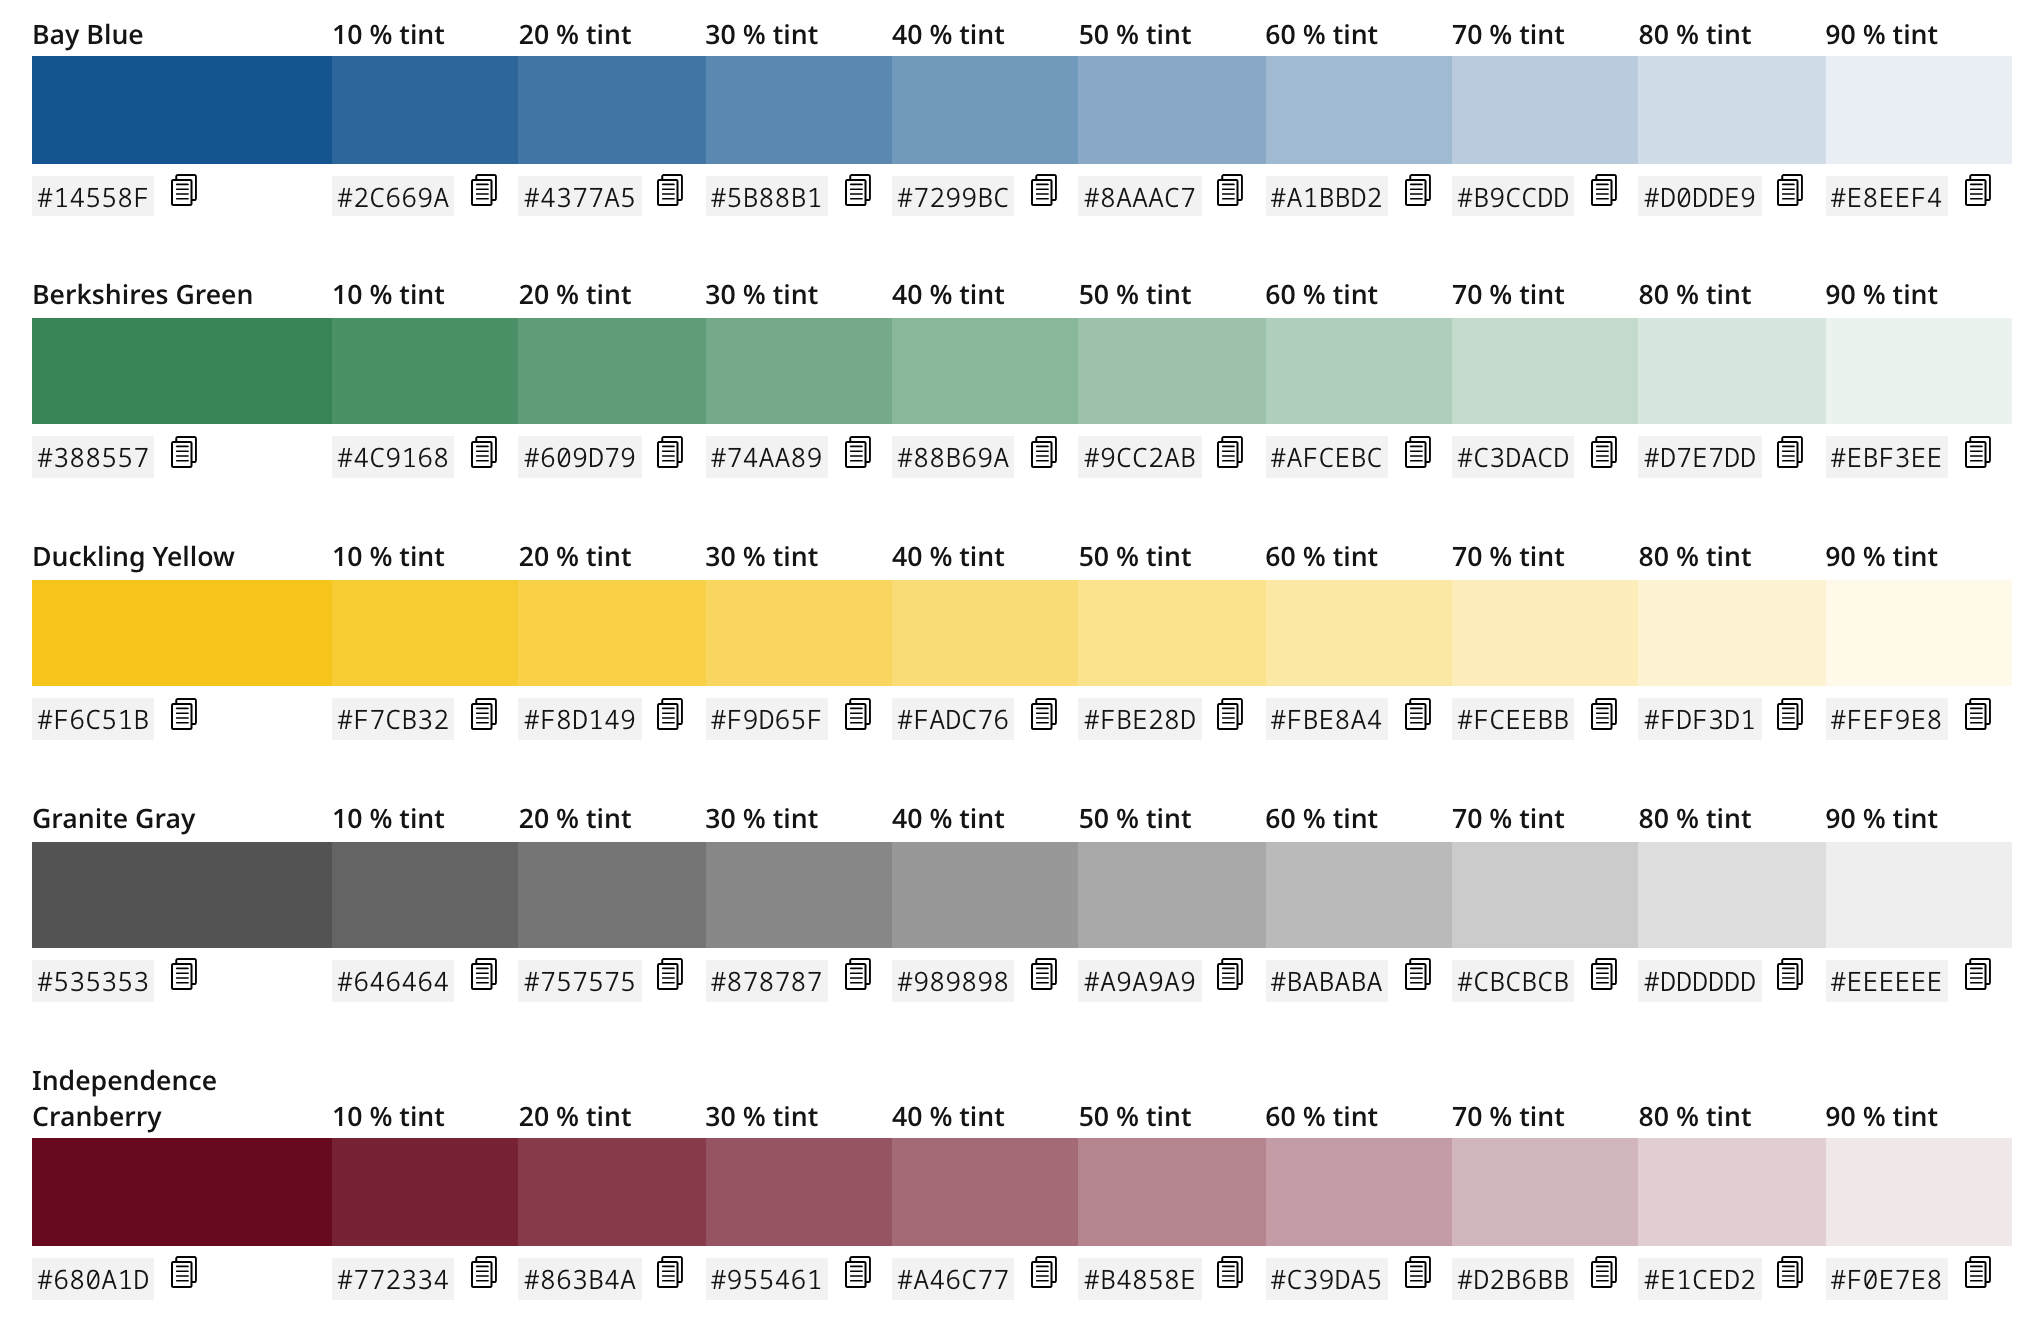 Bay Blue 10 % tint 20 % tint 30 % tint 40 % tint 50 % tint 60 % tint 70 % tint 80 % tint 90 % tint
#14558F #2C669A #4377A5 #5B88B1 #7299BC #8AAAC7 #A1BBD2 #B9CCDD #D0DDE9 #E8EEF4
Berkshires Green 10 % tint 20 % tint 30 % tint 40 % tint 50 % tint 60 % tint 70 % tint 80 % tint 90 % tint
#388557 #4C9168 #609D79 #74AA89 #88B69A #9CC2AB #AFCEBC #C3DACD #D7E7DD #EBF3EE
Duckling Yellow 10 % tint 20 % tint 30 % tint 40 % tint 50 % tint 60 % tint 70 % tint 80 % tint 90 % tint
#F6C51B #F7CB32 #F8D149 #F9D65F #FADC76 #FBE28D #FBE8A4 #FCEEBB #FDF3D1 #FEF9E8
Granite Gray 10 % tint 20 % tint 30 % tint 40 % tint 50 % tint 60 % tint 70 % tint 80 % tint 90 % tint
#535353 #646464 #757575 #878787 #989898 #A9A9A9 #BABABA #CBCBCB #DDDDDD #EEEEEE
Independence
Cranberry 10 % tint 20 % tint 30 % tint 40 % tint 50 % tint 60 % tint 70 % tint 80 % tint 90 % tint
#680A1D #772334 #863B4A #955461 #A46C77 #B4858E #C39DA5 #D2B6BB #E1CED2 #F0E7E8